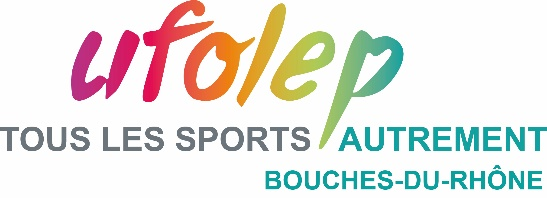 ufolep
TOUS LES SPORTS AUTREMENT
BOUCHES-DU-RHÔNE